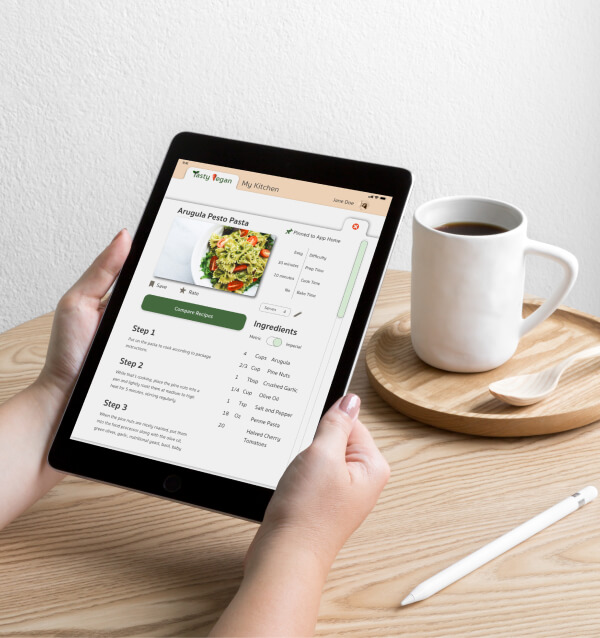 Tasty Vegan
My Kitchen
Jane Doe
Arugula Pesto Pasta
Pinned to App Home
Easy Difficulty
10 minutes Prep Time
10 minutes Cook Time
No Bake Time
Save
Rate
Serves 4
Compare Recipes
Ingredients
Metric Imperial
4 Cups Arugula
2/3 Cup Pine Nuts
1 Tbsp Crushed Garlic
1/4 Cup Olive Oil
1 Tsp Salt and Pepper
18 Oz Penne Pasta
20 Halved Cherry
Tomatoes
Step 1
Put on the pasta to cook according to package
instructions.
Step 2
While that's cooking, place the pine nuts into a
pan and lightly roast them at medium to high
heat for 5 minutes, stirring regularly.
Step 3
When the pine nuts are nicely roasted, put them
into the food processor along with the olive oil,
green olives, garlic, nutritional yeast, basil, baby